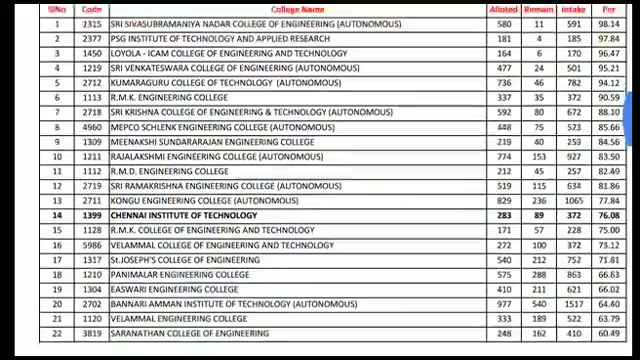 SlNo Code College Name Alloted Remain Intake Per
1 2315 SRI SIVASUBRAMANIYA NADAR COLLEGE OF ENGINEERING (AUTONOMOUS) 580 11 591 98.14
2 2377 PSG INSTITUTE OF TECHNOLOGY AND APPLIED RESEARCH 181 4 185 97.84
3 1450 LOYOLA - ICAM COLLEGE OF ENGINEERING AND TECHNOLOGY 164 6 170 96.47
4 1219 SRI VENKATESWARA COLLEGE OF ENGINEERING (AUTONOMOUS) 477 24 501 95.21
5 2712 KUMARAGURU COLLEGE OF TECHNOLOGY (AUTONOMOUS) 736 46 782 94.12
6 1113 R.M.K. ENGINEERING COLLEGE 337 35 372 90.59
7 2718 SRI KRISHNA COLLEGE OF ENGINEERING & TECHNOLOGY (AUTONOMOUS) 592 80 672 88.10
8 4960 MEPCO SCHLENK ENGINEERING COLLEGE (AUTONOMOUS) 448 75 523 85.66
9 1309 MEENAKSHI SUNDARARAJAN ENGINEERING COLLEGE 219 40 259 84.56
10 1211 RAJALAKSHMI ENGINEERING COLLEGE (AUTONOMOUS) 774 153 927 83.50
11 1112 R.M.D. ENGINEERING COLLEGE 212 45 257 82.49
12 2719 SRI RAMAKRISHNA ENGINEERING COLLEGE (AUTONOMOUS) 519 115 634 81.86
13 2711 KONGU ENGINEERING COLLEGE (AUTONOMOUS) 829 236 1065 77.84
14 1399 CHENNAI INSTITUTE OF TECHNOLOGY 283 89 372 76.08
15 1128 R.M.K. COLLEGE OF ENGINEERING AND TECHNOLOGY 171 57 228 75.00
16 5986 VELAMMAL COLLEGE OF ENGINEERING AND TECHNOLOGY 272 100 372 73.12
17 1317 St.JOSEPH'S COLLEGE OF ENGINEERING 540 212 752 71.81
18 1210 PANIMALAR ENGINEERING COLLEGE 575 288 863 66.63
19 1304 EASWARI ENGINEERING COLLEGE 410 211 621 66.02
20 2702 BANNARI AMMAN INSTITUTE OF TECHNOLOGY (AUTONOMOUS) 977 540 1517 64.40
21 1120 VELAMMAL ENGINEERING COLLEGE 333 189 522 63.79
22 3819 SARANATHAN COLLEGE OF ENGINEERING 248 162 410 60.49